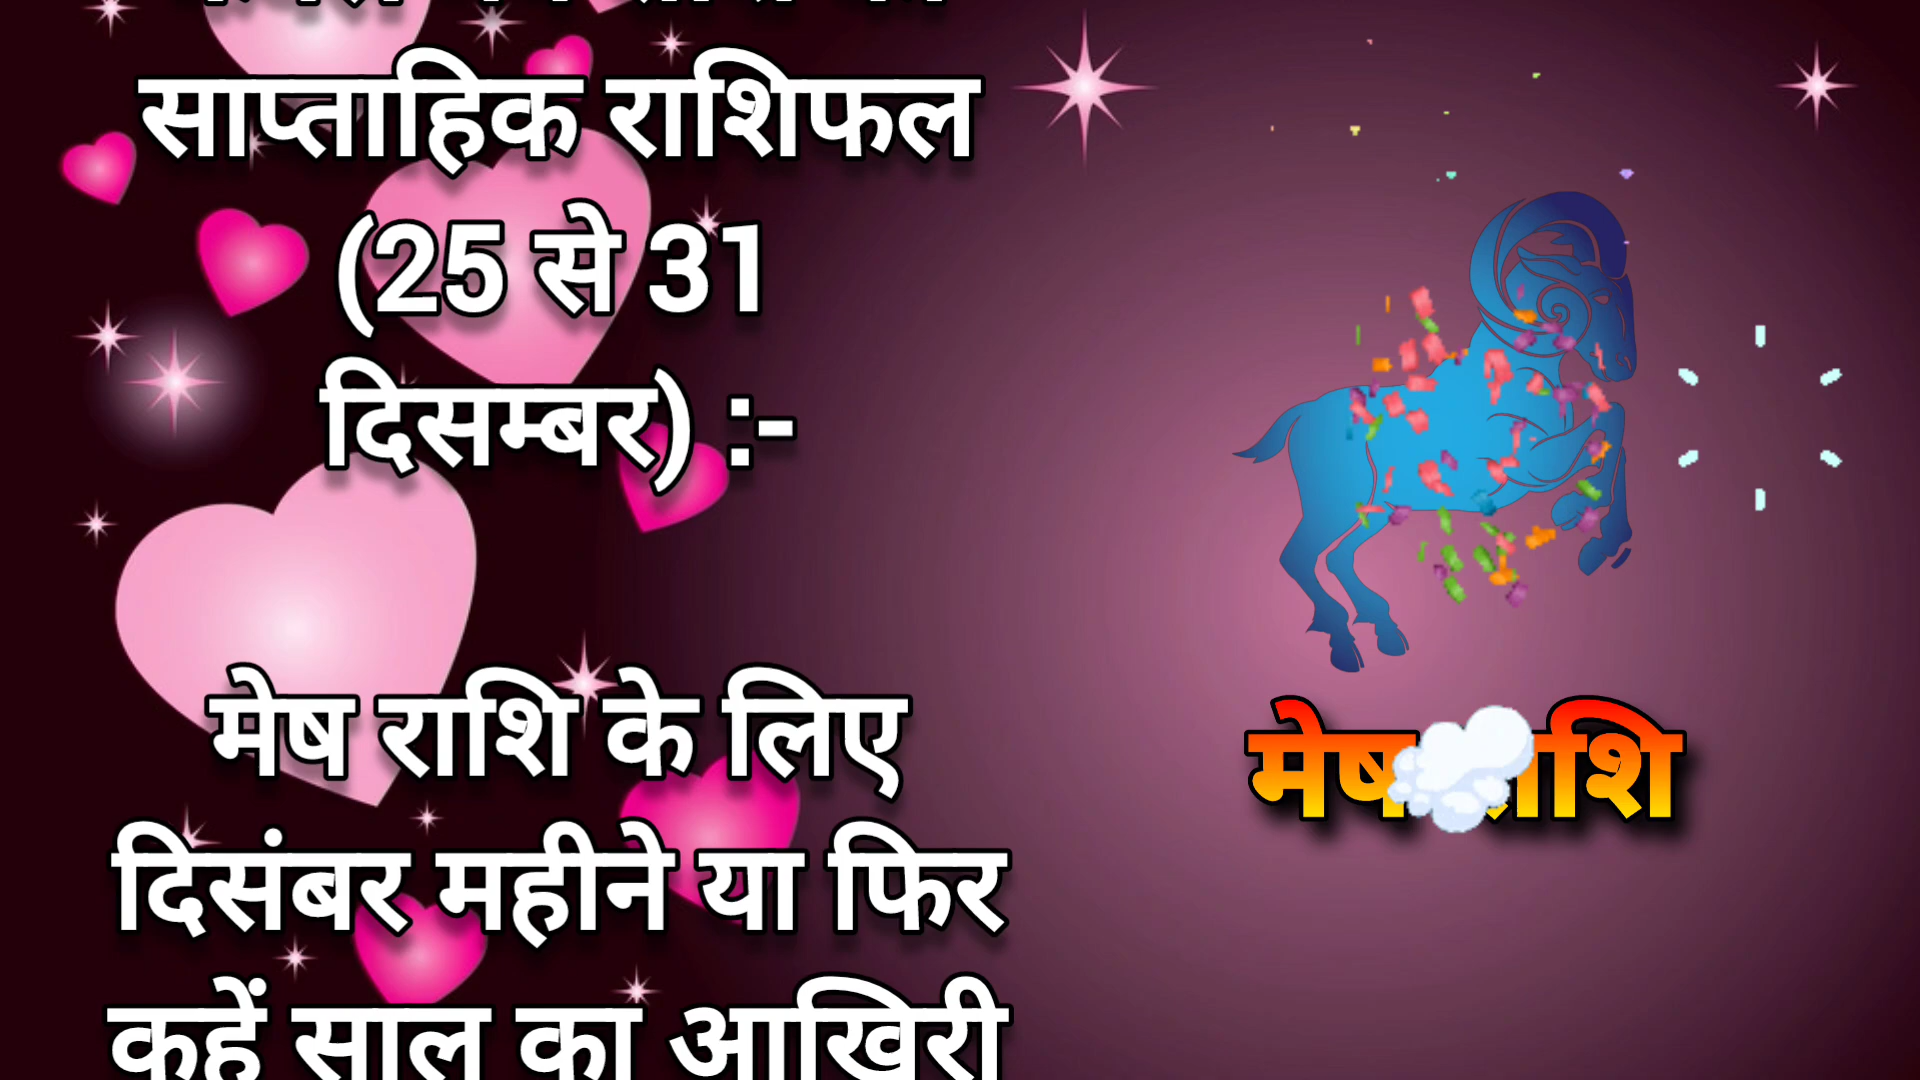 साप्ताहिक राशिफल
(25 से 31
दिसम्बर) :-
मेष राशि के लिए
दिसंबर महीने या फिर
कहें साल का आखिरी
मेष राशि